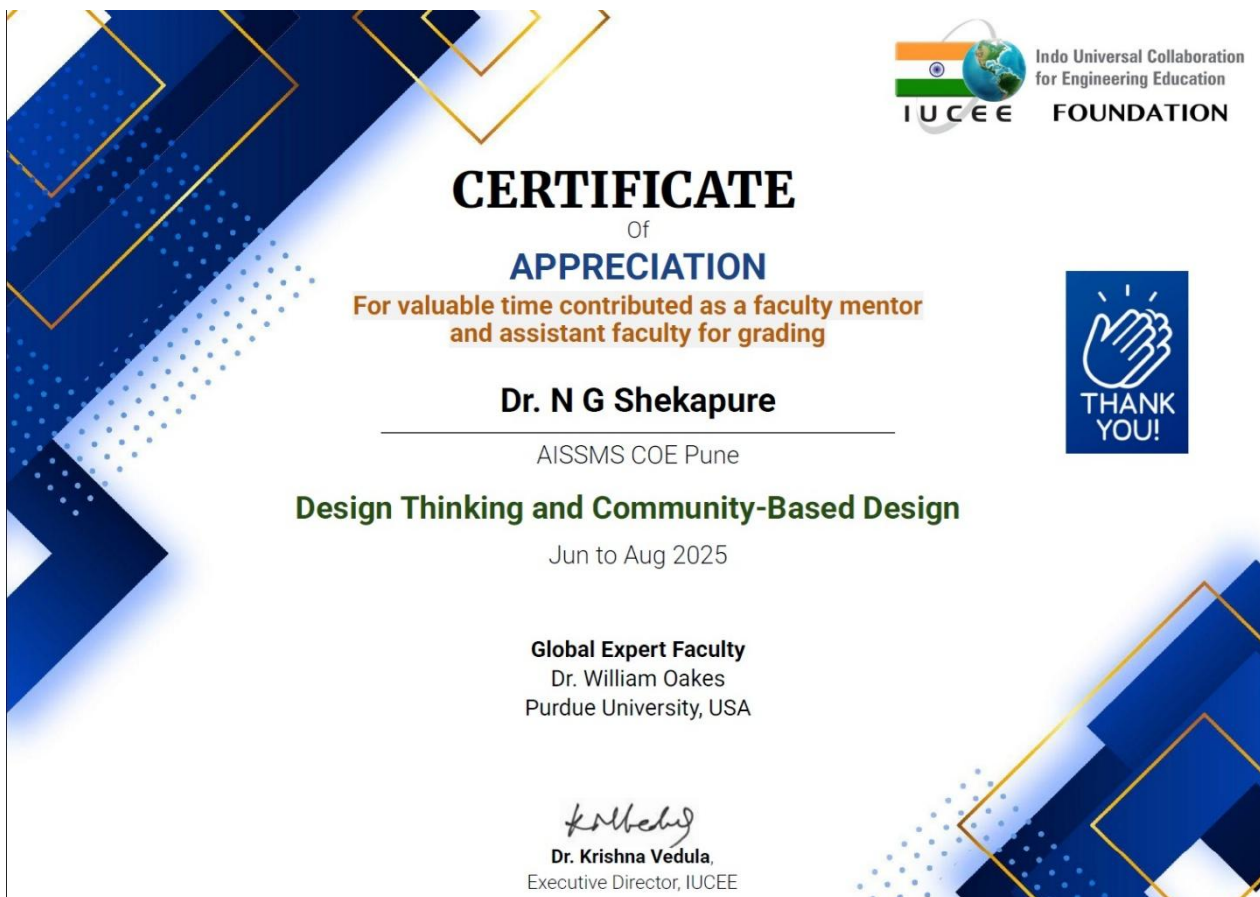 Indo Universal Collaboration
for Engineering Education
IUCEE FOUNDATION
CERTIFICATE
Of
APPRECIATION
For valuable time contributed as a faculty mentor
and assistant faculty for grading
Dr. N G Shekapure
AISSMS COE Pune
THANK
YOU!
Design Thinking and Community-Based Design
Jun to Aug 2025
Global Expert Faculty
Dr. William Oakes
Purdue University, USA
Dr. Krishna Vedula,
Executive Director, IUCEE